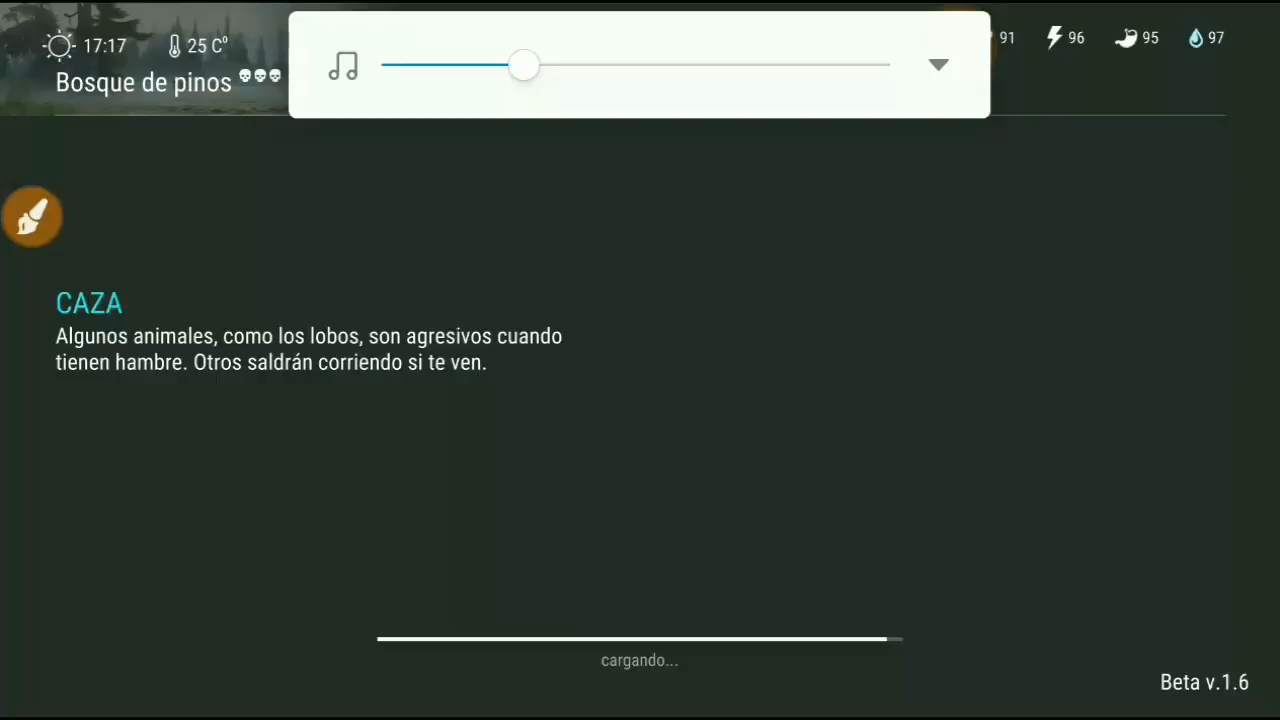 17:17 25 Cº
91 96 95 97
Bosque de pinos
CAZA
Algunos animales, como los lobos, son agresivos cuando
tienen hambre. Otros saldrán corriendo si te ven.
cargando...
Beta v.1.6